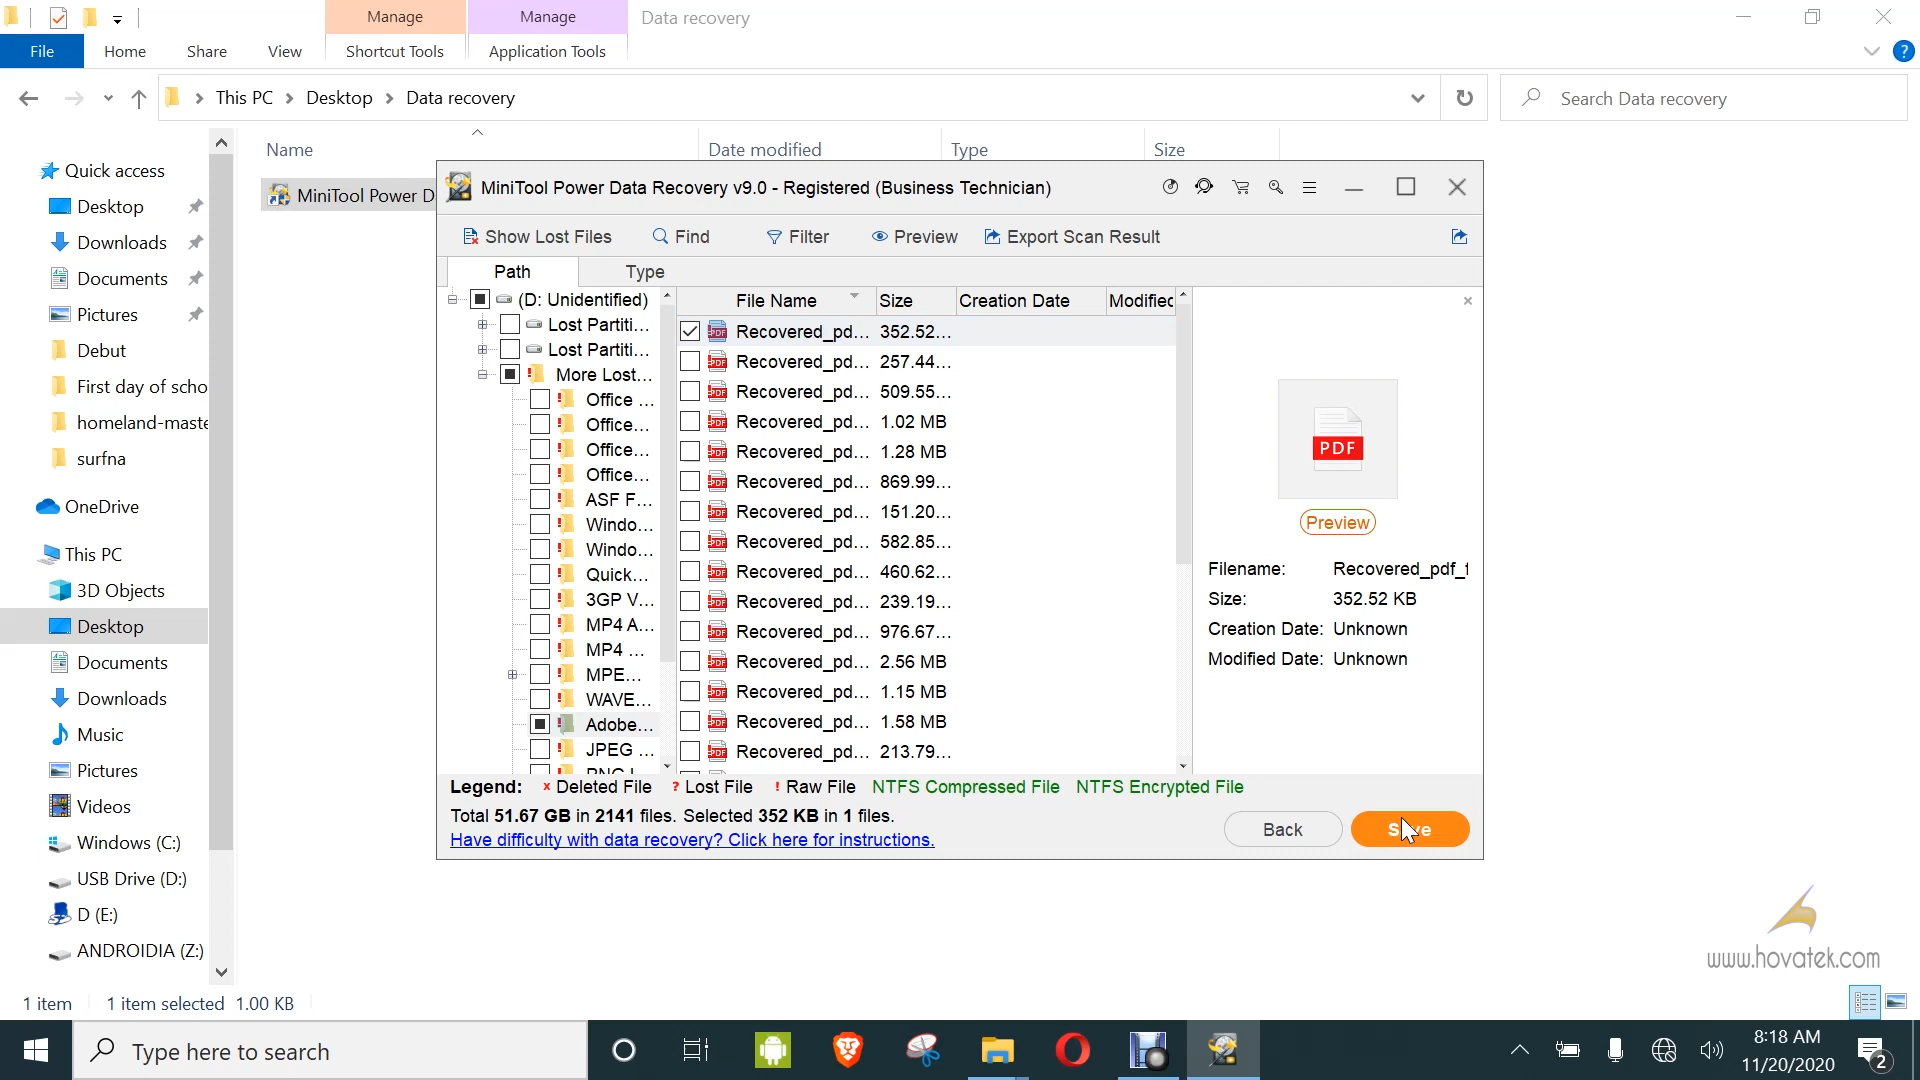 Manage
Manage
Data recovery
File
Home
Share
View
Shortcut Tools
Application Tools
This PC
Desktop
Data recovery
Search Data recovery
Name
Date modified
Type
Size
Quick access
Desktop
Downloads
Documents
Pictures
Debut
First day of scho
homeland-maste
surfna
OneDrive
This PC
3D Objects
Desktop
Documents
Downloads
Music
Pictures
Videos
Windows (C:)
USB Drive (D:)
D (E:)
ANDROIDIA (Z:)
MiniTool Power D
MiniTool Power Data Recovery v9.0 - Registered (Business Technician)
Show Lost Files
Find
Filter
Preview
Export Scan Result
Path
Type
(D: Unidentified)
Lost Partiti...
Lost Partiti...
More Lost...
Office ...
Office...
Office...
Office...
ASF F...
Windo...
Windo...
Quick...
3GP V...
MP4 A...
MP4 ...
MPE...
WAVE...
Adobe...
JPEG ...
File Name Size Creation Date Modified
Recovered_pd... 352.52...
Recovered_pd... 257.44...
Recovered_pd... 509.55...
Recovered_pd... 1.02 MB
Recovered_pd... 1.28 MB
Recovered_pd... 869.99...
Recovered_pd... 151.20...
Recovered_pd... 582.85...
Recovered_pd... 460.62...
Recovered_pd... 239.19...
Recovered_pd... 976.67...
Recovered_pd... 2.56 MB
Recovered_pd... 1.15 MB
Recovered_pd... 1.58 MB
Recovered_pd... 213.79...
PDF
Preview
Filename: Recovered_pdf_f
Size: 352.52 KB
Creation Date: Unknown
Modified Date: Unknown
Legend: x Deleted File ? Lost File ! Raw File NTFS Compressed File NTFS Encrypted File
Total 51.67 GB in 2141 files. Selected 352 KB in 1 files.
Have difficulty with data recovery? Click here for instructions.
Back
Save
www.hovatek.com
1 item
1 item selected 1.00 KB
Type here to search
8:18 AM
11/20/2020
2